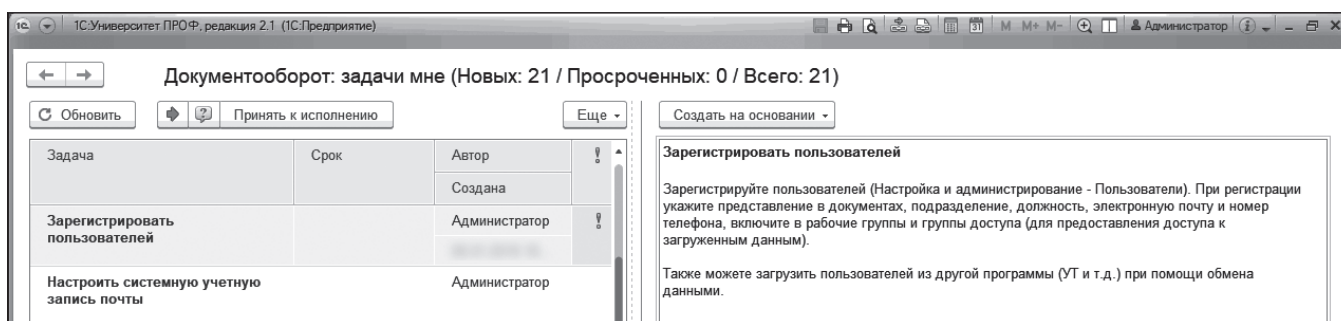 1С:Университет ПРОФ, редакция 2.1 (1С:Предприятие)
M M+ M-
Администратор
Документооборот: задачи мне (Новых: 21 / Просроченных: 0 / Всего: 21)
Обновить
Принять к исполнению
Еще
Создать на основании
Задача
Срок
Автор
Создана
Зарегистрировать
пользователей
Администратор
Настроить системную учетную
запись почты
Администратор
Зарегистрировать пользователей
Зарегистрируйте пользователей (Настройка и администрирование - Пользователи). При регистрации
укажите представление в документах, подразделение, должность, электронную почту и номер
телефона, включите в рабочие группы и группы доступа (для предоставления доступа к
загруженным данным).
Также можете загрузить пользователей из другой программы (УТ и т.д.) при помощи обмена
данными.